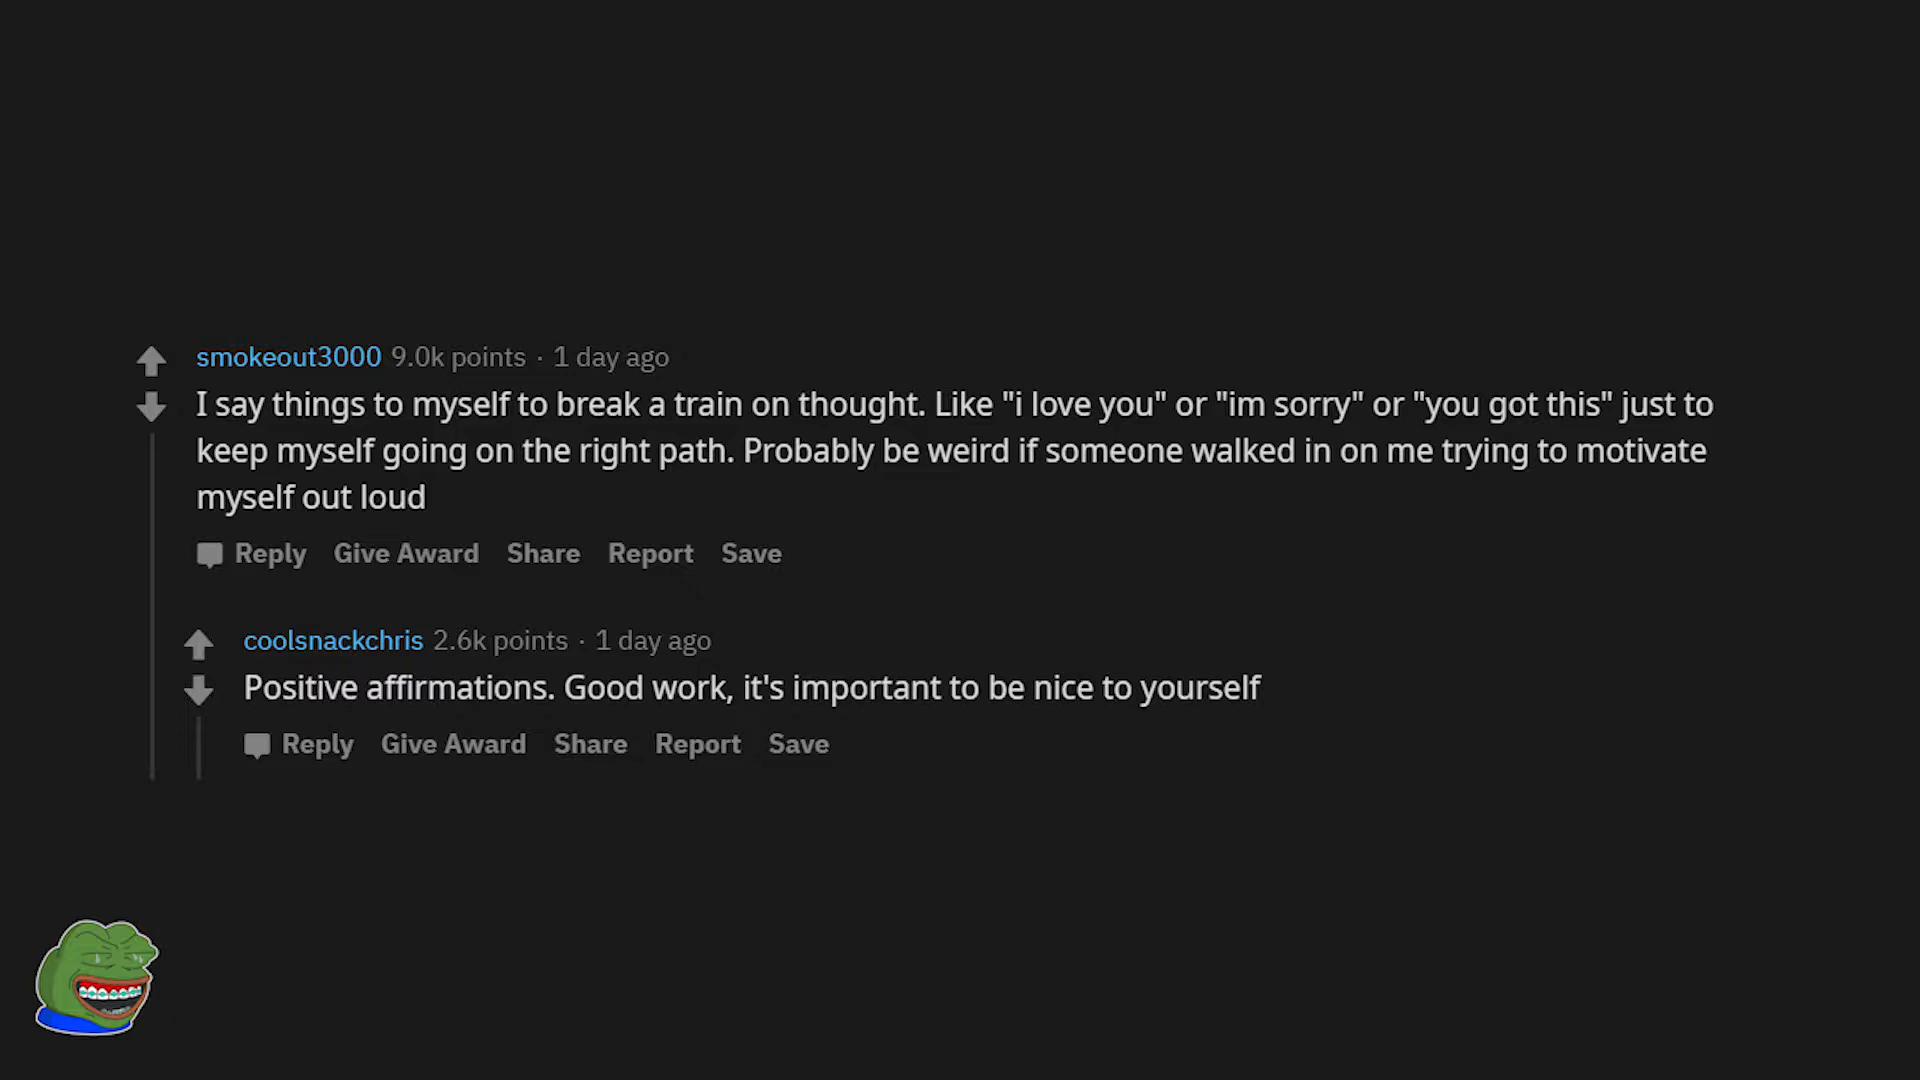 smokeout3000 9.0k points · 1 day ago
I say things to myself to break a train on thought. Like "i love you" or "im sorry" or "you got this" just to
keep myself going on the right path. Probably be weird if someone walked in on me trying to motivate
myself out loud
Reply Give Award Share Report Save
coolsnackchris 2.6k points · 1 day ago
Positive affirmations. Good work, it's important to be nice to yourself
Reply Give Award Share Report Save